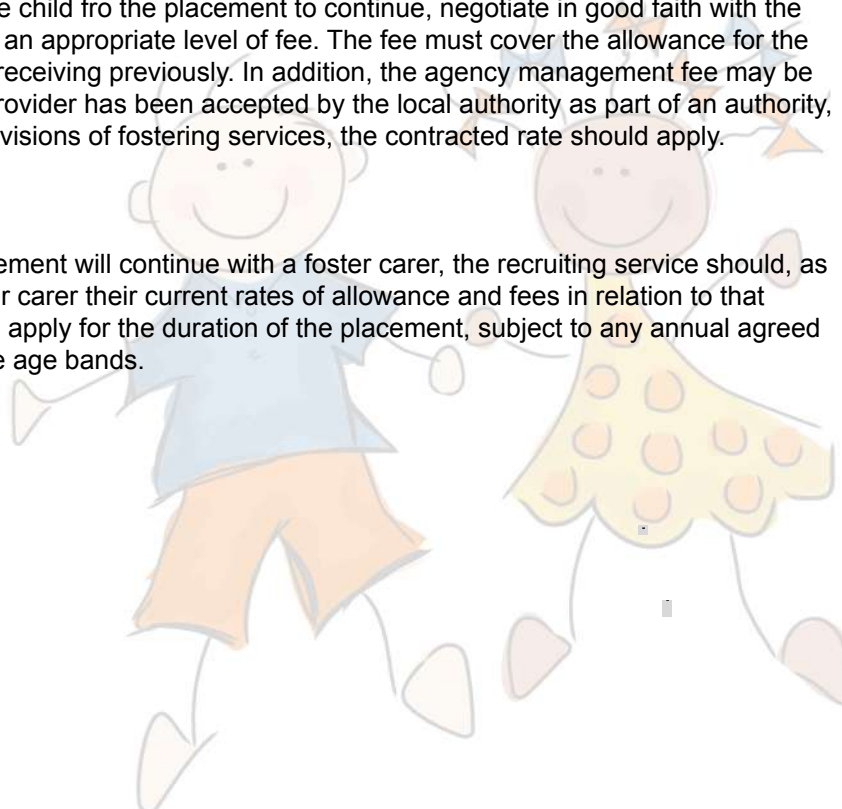 e child fro the placement to continue, negotiate in good faith with the
an appropriate level of fee. The fee must cover the allowance for the
receiving previously. In addition, the agency management fee may be
rovider has been accepted by the local authority as part of an authority,
visions of fostering services, the contracted rate should apply.
ement will continue with a foster carer, the recruiting service should, as
r carer their current rates of allowance and fees in relation to that
apply for the duration of the placement, subject to any annual agreed
e age bands.